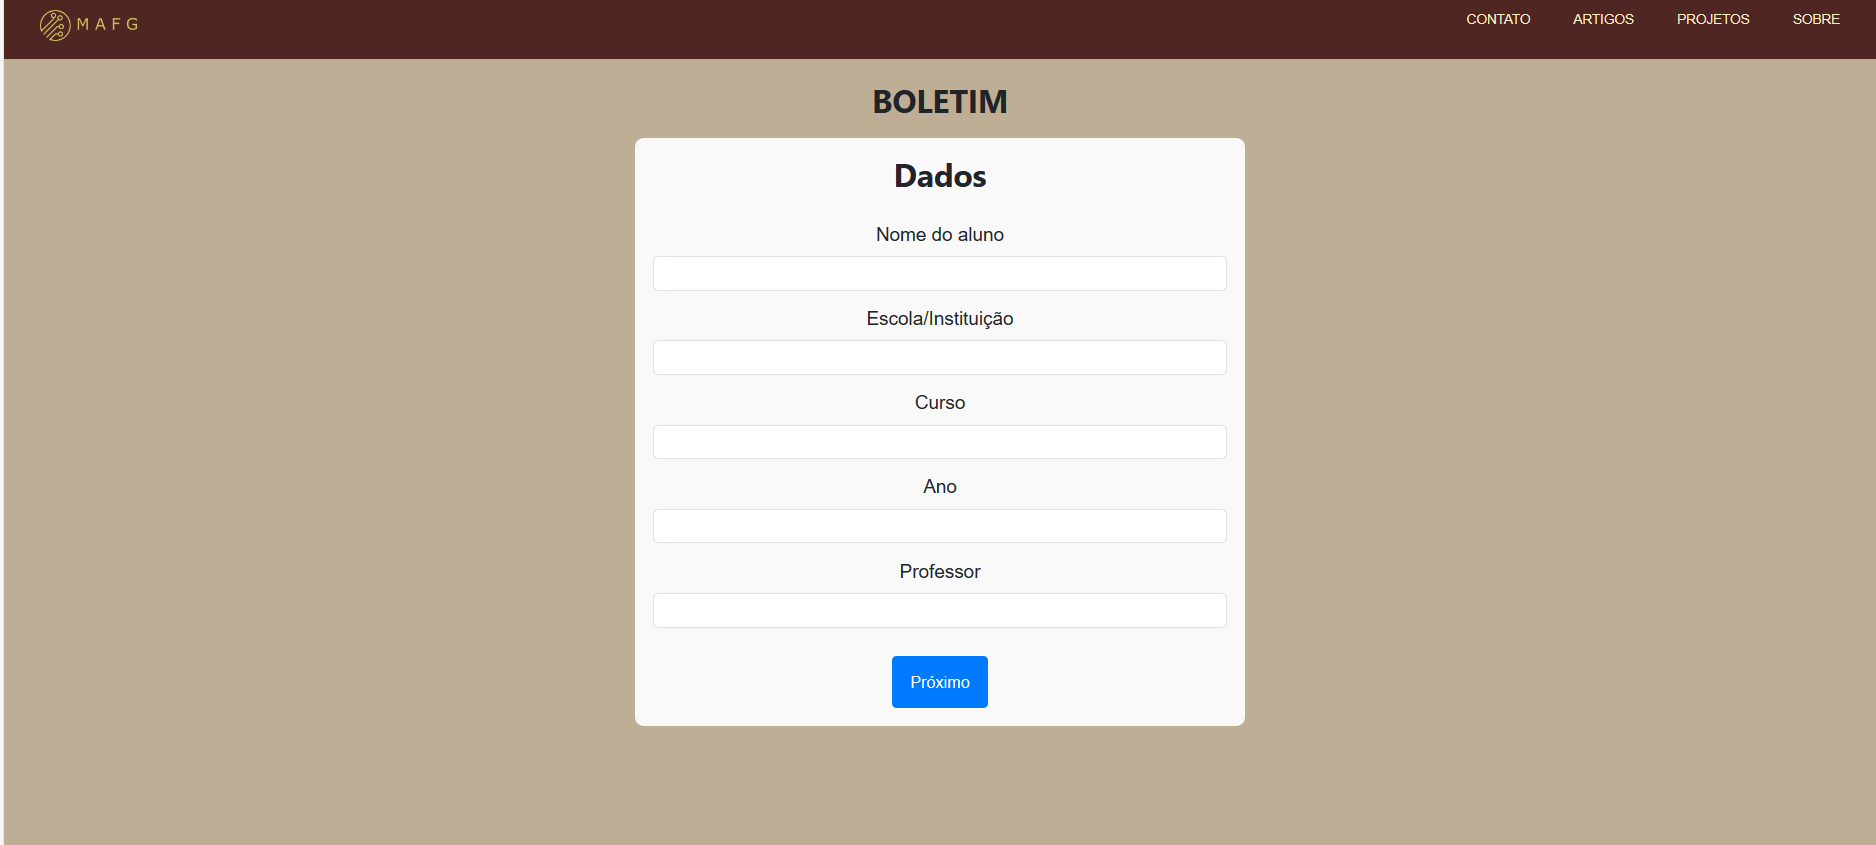 MAFG
CONTATO ARTIGOS PROJETOS SOBRE
BOLETIM
Dados
Nome do aluno
Escola/Instituição
Curso
Ano
Professor
Próximo